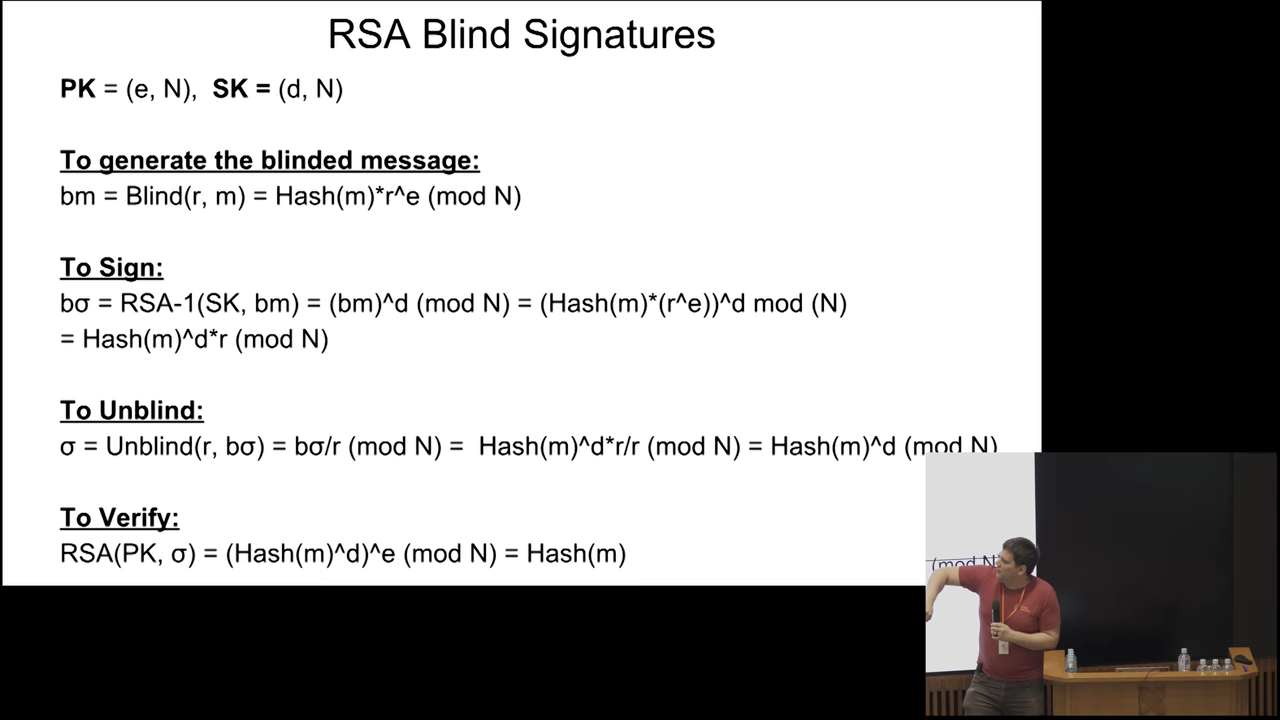 RSA Blind Signatures
PK = (e, N), SK = (d, N)
To generate the blinded message:
bm = Blind(r, m) = Hash(m)*r^e (mod N)
To Sign:
bσ = RSA-1(SK, bm) = (bm)^d (mod N) = (Hash(m)*(r^e))^d mod (N)
= Hash(m)^d*r (mod N)
To Unblind:
σ = Unblind(r, bσ) = bσ/r (mod N) = Hash(m)^d*r/r (mod N) = Hash(m)^d (mod N)
To Verify:
RSA(PK, σ) = (Hash(m)^d)^e (mod N) = Hash(m)
(mod N)